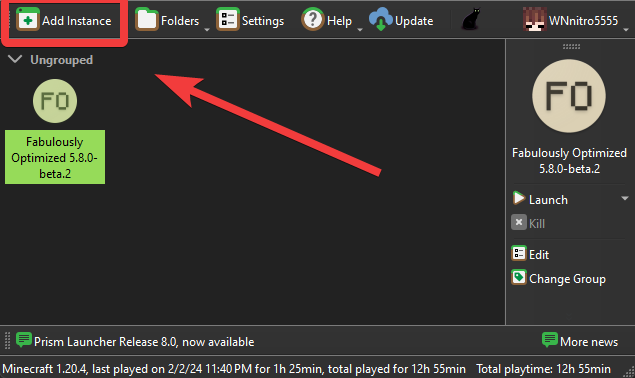 Add Instance Folders Settings Help Update WNnitro5555
Ungrouped
FO
Fabulously
Optimized 5.8.0-
beta.2
FO
Fabulously Optimized
5.8.0-beta.2
Launch
Kill
Edit
Change Group
Prism Launcher Release 8.0, now available More news
Minecraft 1.20.4, last played on 2/2/24 11:40 PM for 1h 25min, total played for 12h 55min Total playtime: 12h 55min